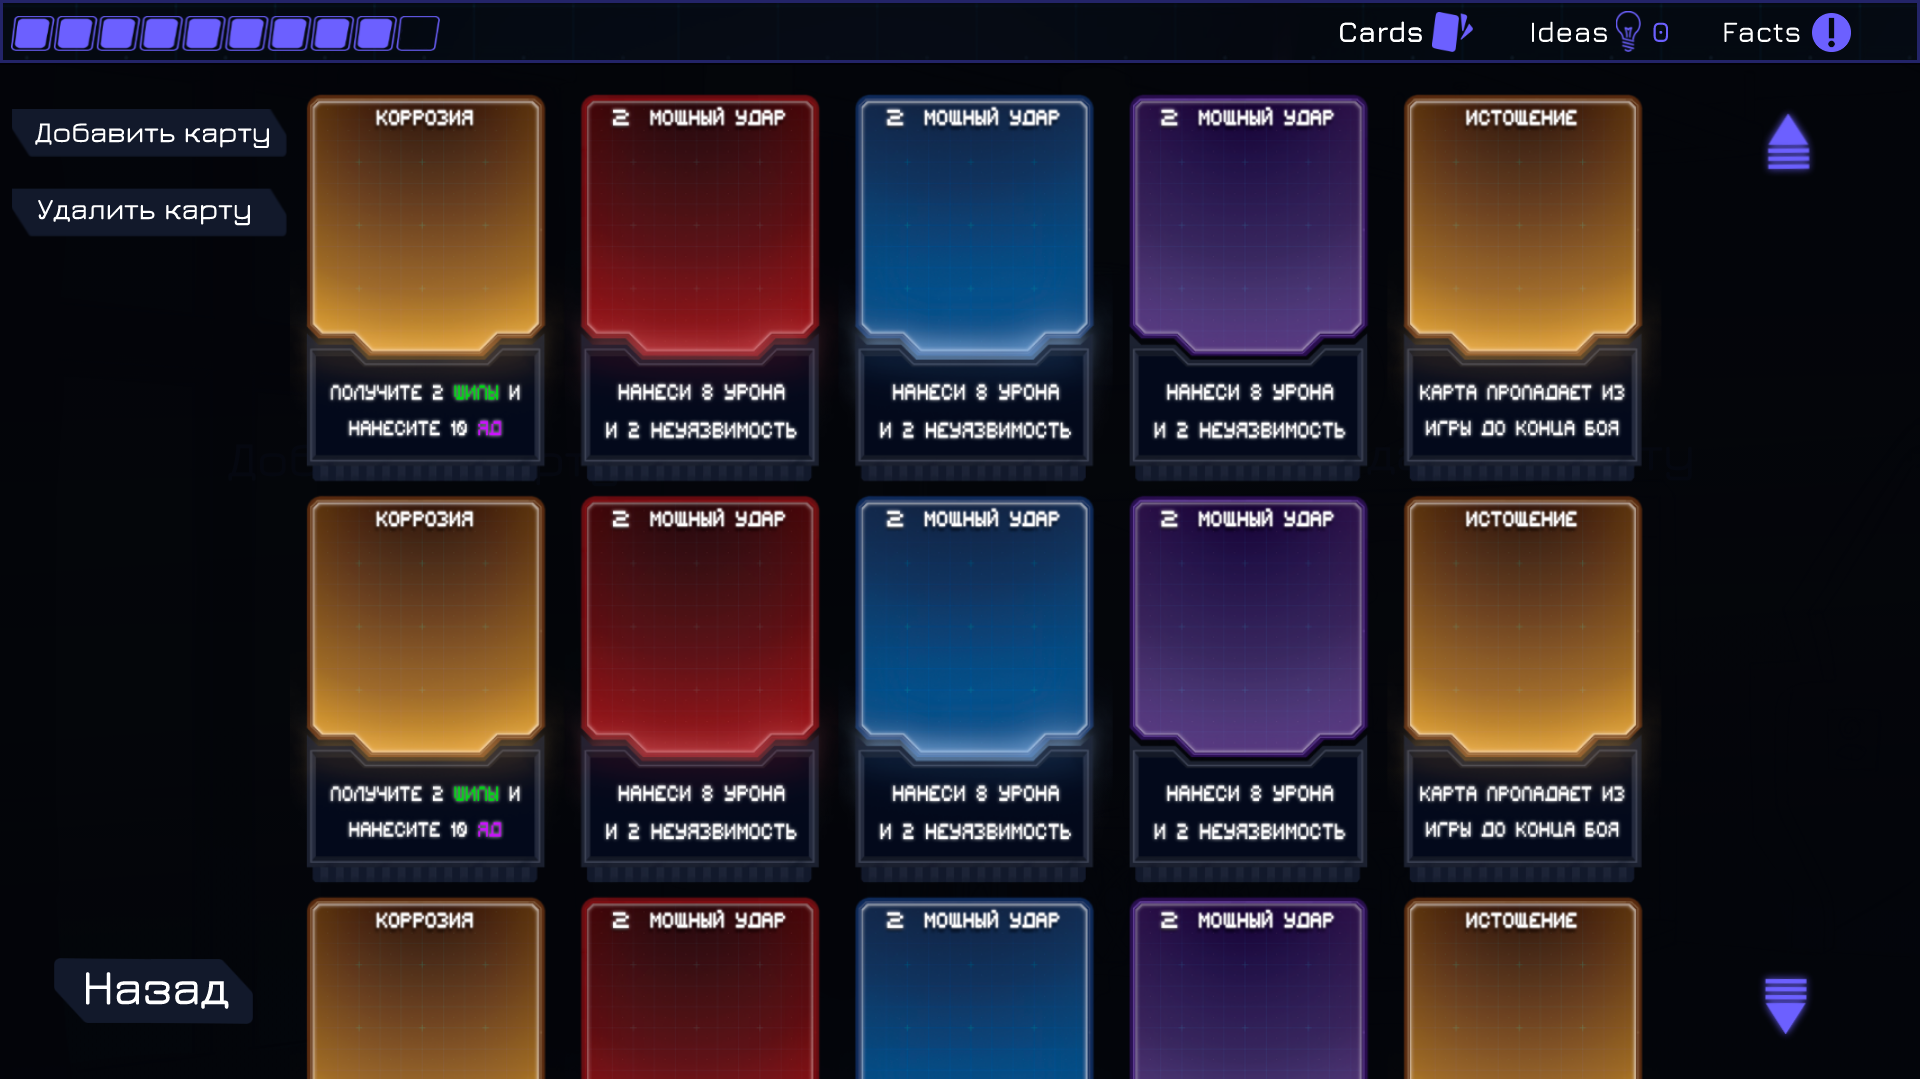 Cards Ideas 0 Facts
Добавить карту
Удалить карту
КОРРОЗИЯ
2 МОЩНЫЙ УДАР
2 МОЩНЫЙ УДАР
2 МОЩНЫЙ УДАР
ИСТОЩЕНИЕ
ПОЛУЧИТЕ 2 ШИПЫ И
НАНЕСИТЕ 10 ЯД
НАНЕСИ 8 УРОНА
И 2 НЕУЯЗВИМОСТЬ
НАНЕСИ 8 УРОНА
И 2 НЕУЯЗВИМОСТЬ
НАНЕСИ 8 УРОНА
И 2 НЕУЯЗВИМОСТЬ
КАРТА ПРОПАДАЕТ ИЗ
ИГРЫ ДО КОНЦА БОЯ
КОРРОЗИЯ
2 МОЩНЫЙ УДАР
2 МОЩНЫЙ УДАР
2 МОЩНЫЙ УДАР
ИСТОЩЕНИЕ
ПОЛУЧИТЕ 2 ШИПЫ И
НАНЕСИТЕ 10 ЯД
НАНЕСИ 8 УРОНА
И 2 НЕУЯЗВИМОСТЬ
НАНЕСИ 8 УРОНА
И 2 НЕУЯЗВИМОСТЬ
НАНЕСИ 8 УРОНА
И 2 НЕУЯЗВИМОСТЬ
КАРТА ПРОПАДАЕТ ИЗ
ИГРЫ ДО КОНЦА БОЯ
КОРРОЗИЯ
2 МОЩНЫЙ УДАР
2 МОЩНЫЙ УДАР
2 МОЩНЫЙ УДАР
ИСТОЩЕНИЕ
Назад